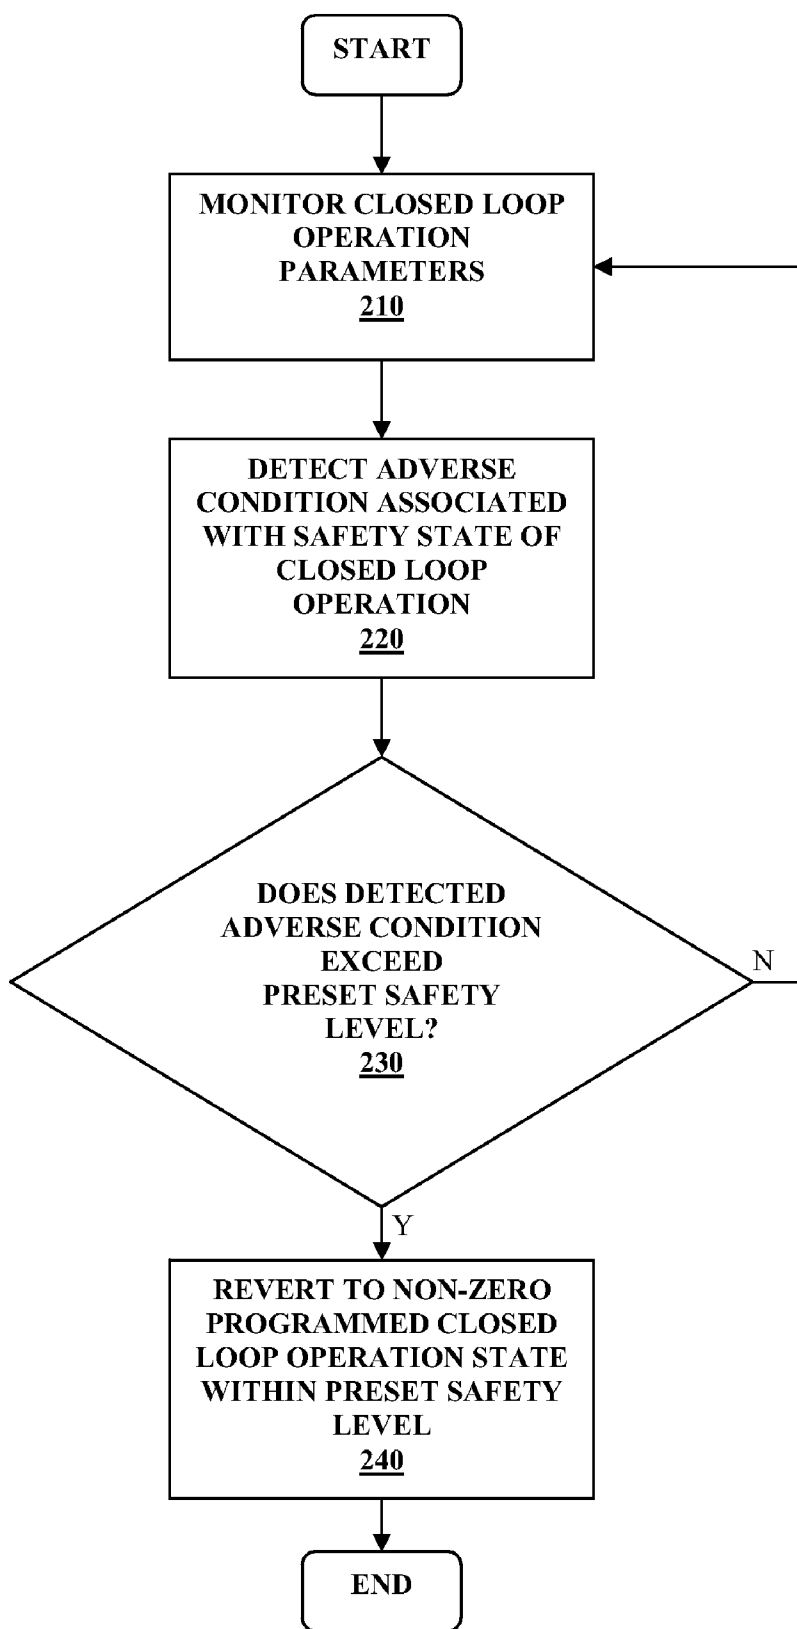 START
MONITOR CLOSED LOOP
OPERATION
PARAMETERS
210
DETECT ADVERSE
CONDITION ASSOCIATED
WITH SAFETY STATE OF
CLOSED LOOP
OPERATION
220
DOES DETECTED
ADVERSE CONDITION
EXCEED
PRESET SAFETY
LEVEL?
230
N
Y
REVERT TO NON-ZERO
PROGRAMMED CLOSED
LOOP OPERATION STATE
WITHIN PRESET SAFETY
LEVEL
240
END